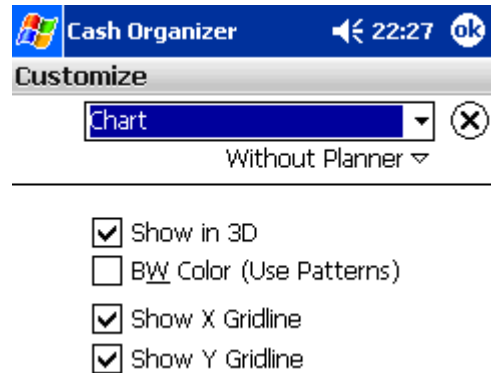 Cash Organizer 22:27 ok
Customize
Chart
Without Planner
Show in 3D
BW Color (Use Patterns)
Show X Gridline
Show Y Gridline